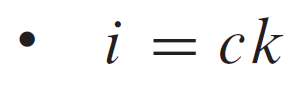 • i = ck